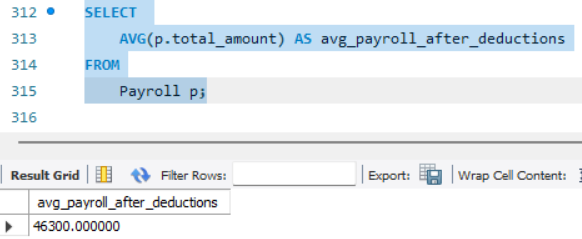 312 SELECT
313 AVG(p.total_amount) AS avg_payroll_after_deductions
314 FROM
315 Payroll p;
316
Result Grid Filter Rows: Export: Wrap Cell Content:
avg_payroll_after_deductions
46300.000000